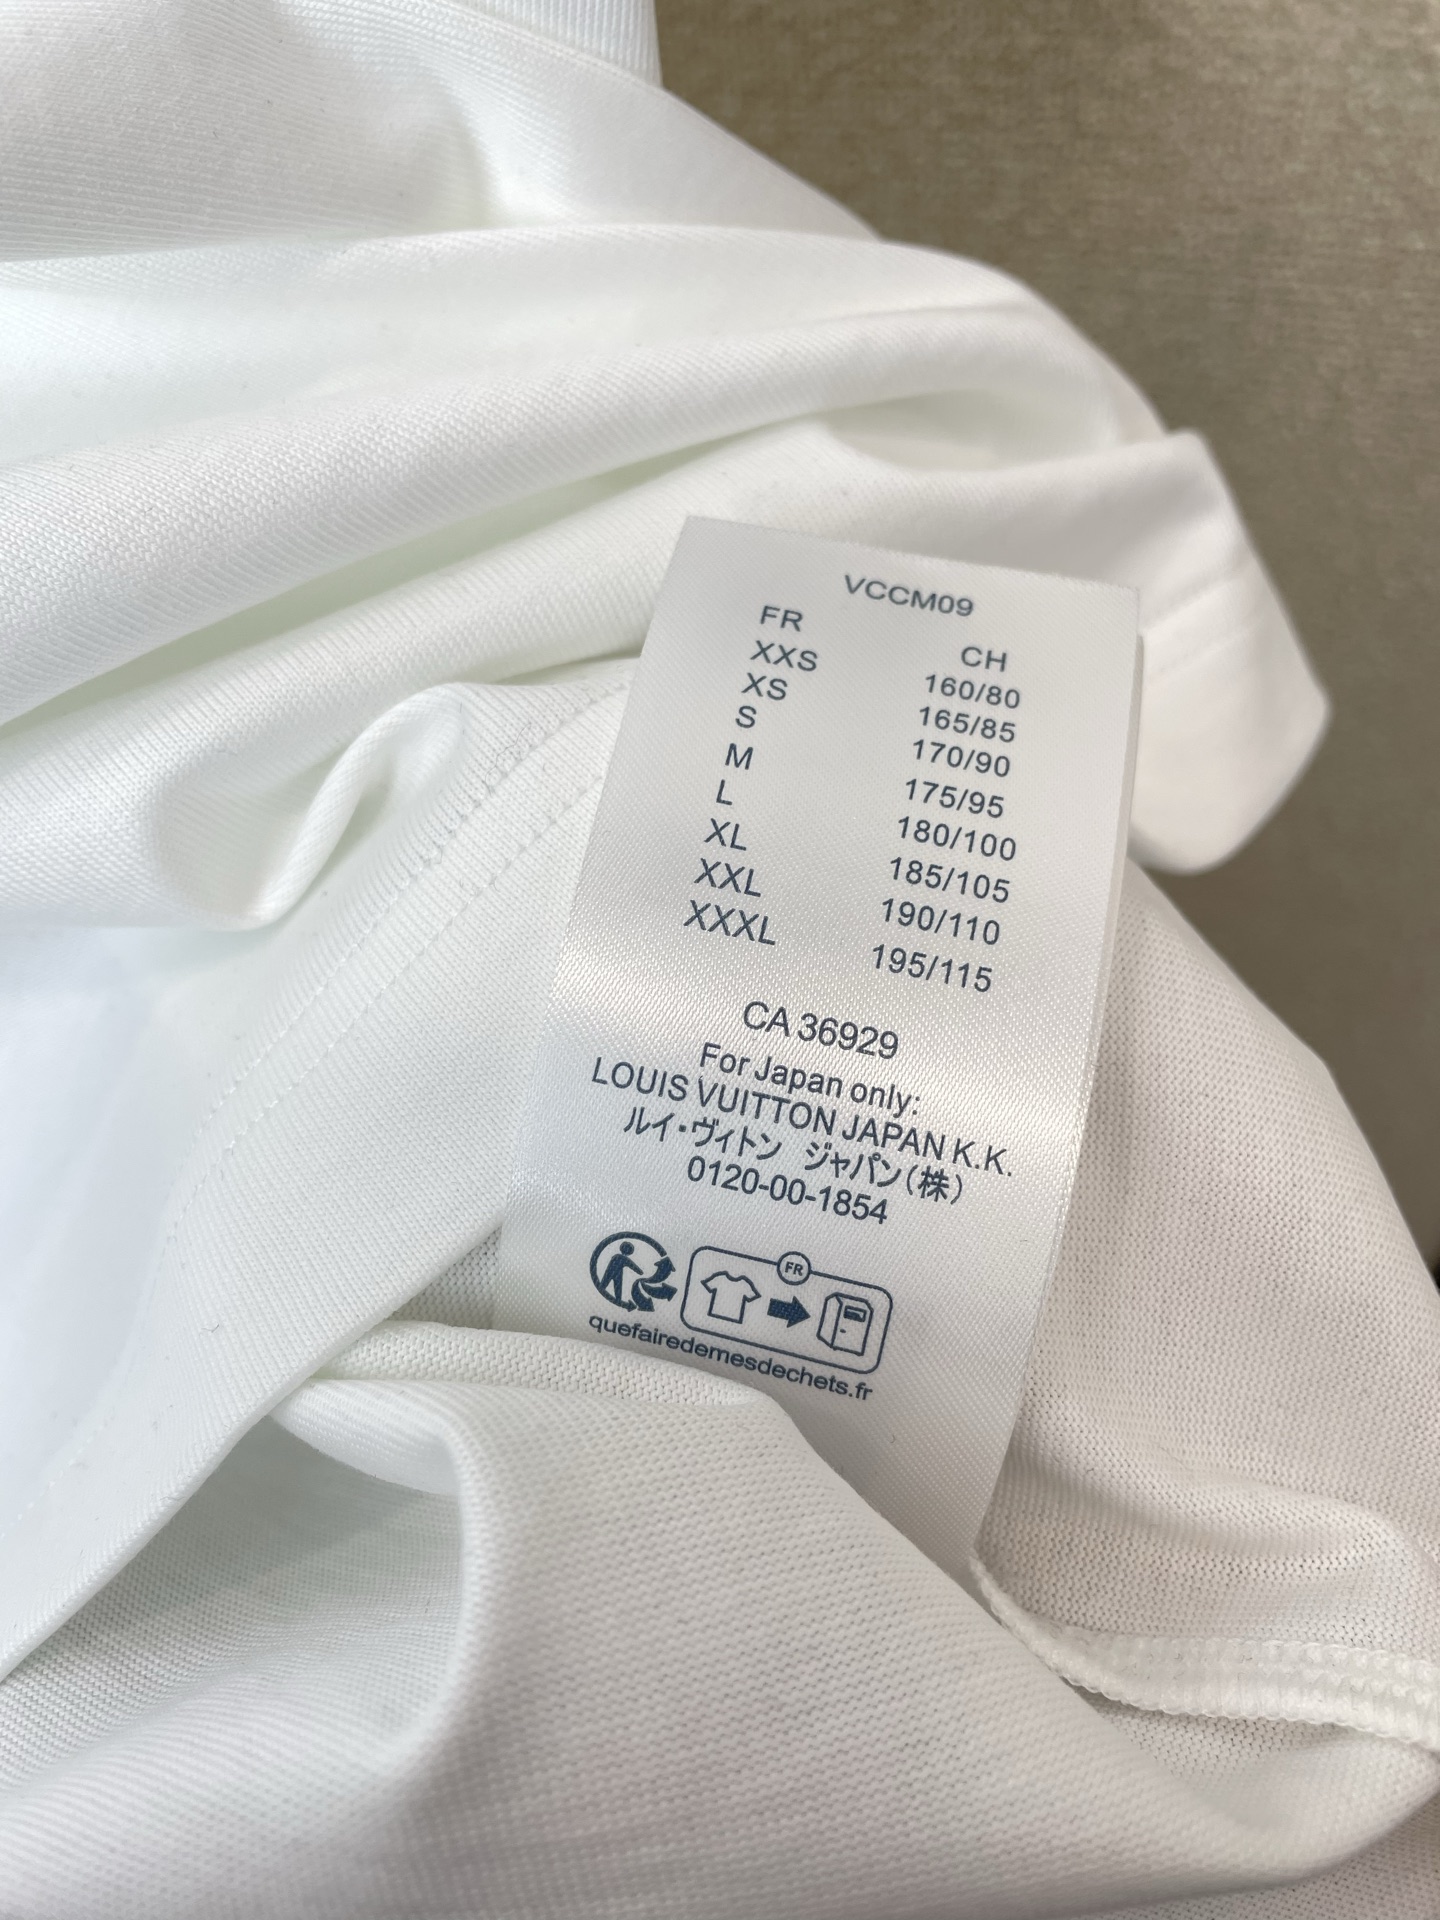 VCCM09
FR CH
XXS 160/80
XS 165/85
S 170/90
M 175/95
L 180/100
XL 185/105
XXL 190/110
XXXL 195/115
CA 36929
For Japan only:
LOUIS VUITTON JAPAN K.K.
ルイ・ヴィトン ジャパン(株)
0120-00-1854
FR
quefairedemesdechets.fr